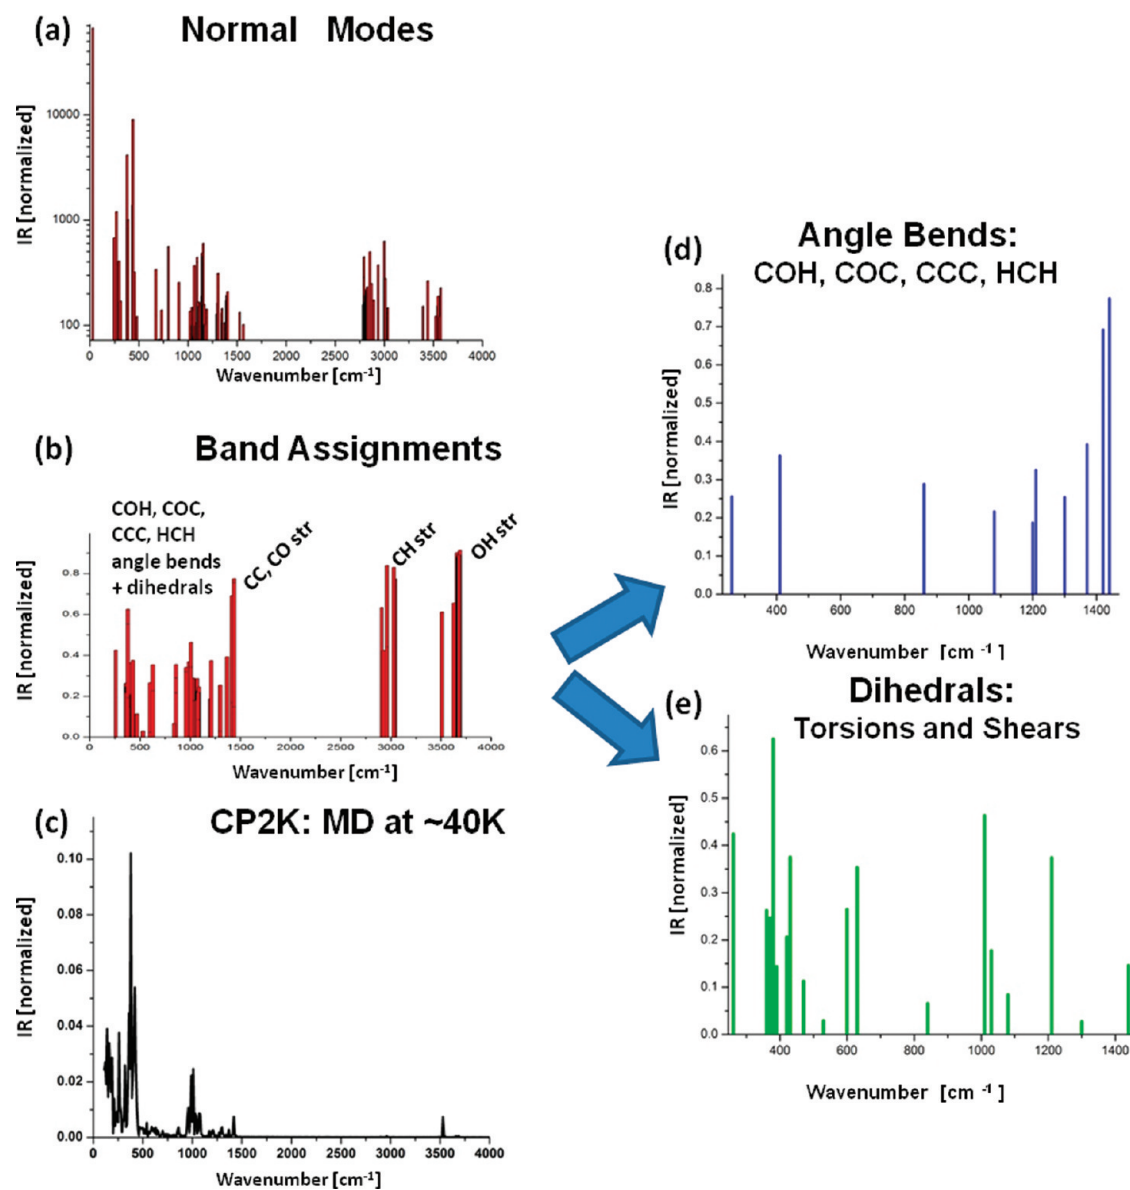 (a) Normal Modes
IR [normalized]
10000
1000
100
0 500 1000 1500 2000 2500 3000 3500 4000
Wavenumber [cm-1]
(b) Band Assignments
COH, COC,
CCC, HCH
angle bends
+ dihedrals
CC, CO str
CH str
OH str
IR [normalized]
0.8
0.6
0.4
0.2
0.0
0 500 1000 1500 2000 2500 3000 3500 4000
Wavenumber [cm-1]
(c) CP2K: MD at ~40K
IR [normalized]
0.10
0.08
0.06
0.04
0.02
0.00
0 500 1000 1500 2000 2500 3000 3500 4000
Wavenumber [cm-1]
(d) Angle Bends:
COH, COC, CCC, HCH
IR [normalized]
0.8
0.7
0.6
0.5
0.4
0.3
0.2
0.1
0.0
400 600 800 1000 1200 1400
Wavenumber [cm -1]
(e) Dihedrals:
Torsions and Shears
IR [normalized]
0.6
0.5
0.4
0.3
0.2
0.1
0.0
400 600 800 1000 1200 1400
Wavenumber [cm -1]